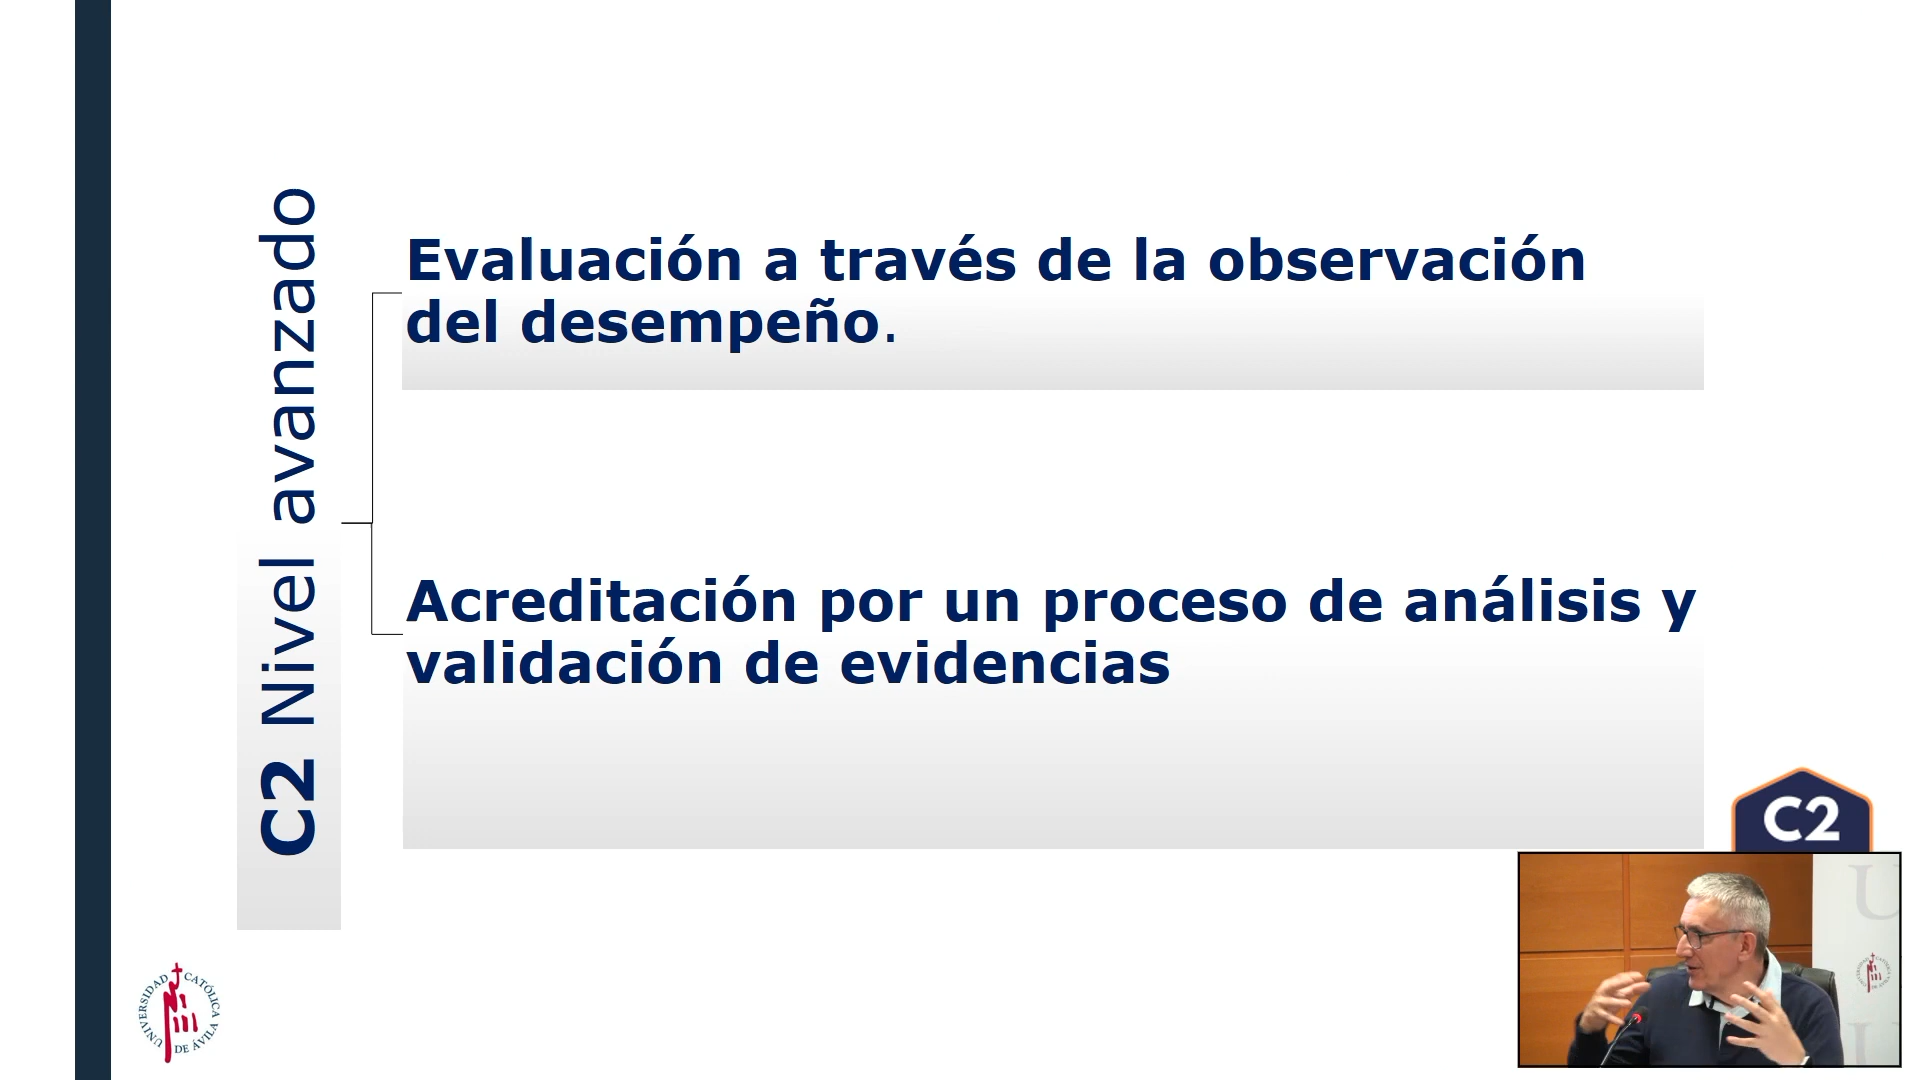 C2 Nivel avanzado
Evaluación a través de la observación
del desempeño.
Acreditación por un proceso de análisis y
validación de evidencias
C2
UNIVERSIDAD CATÓLICA
DE ÁVILA
U